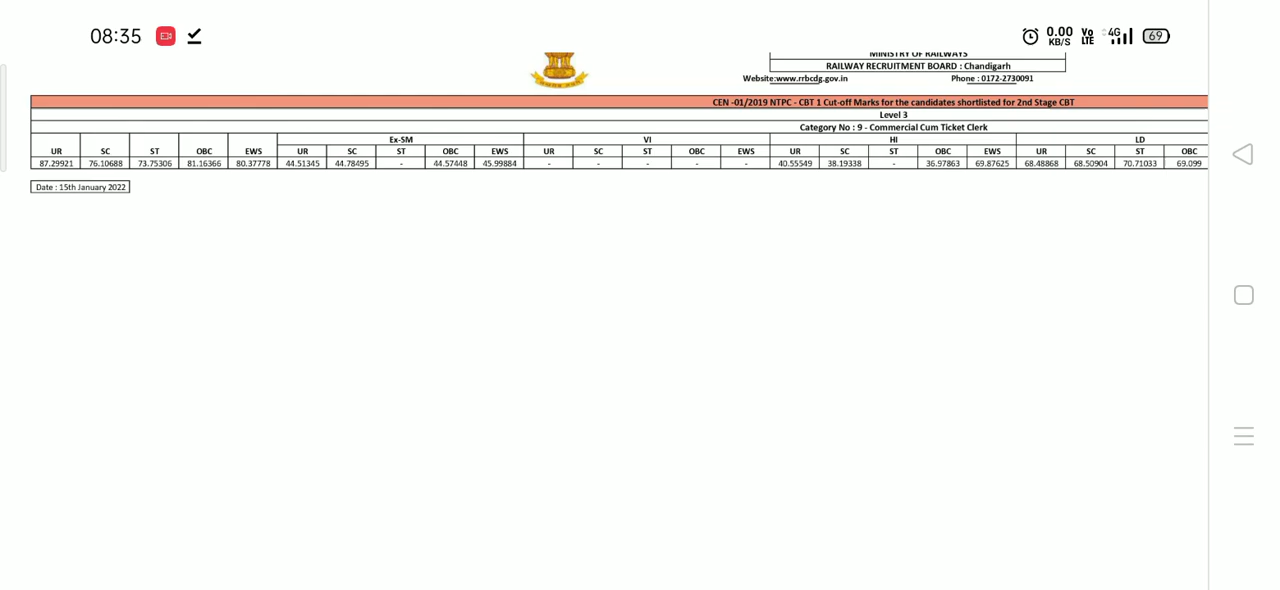 08:35 0.00 KB/S Vo LTE 4G 69
MINISTRY OF RAILWAYS
RAILWAY RECRUITMENT BOARD : Chandigarh
Website:www.rrbcdg.gov.in Phone : 0172-2730091
CEN -01/2019 NTPC - CBT 1 Cut-off Marks for the candidates shortlisted for 2nd Stage CBT
Level 3
Category No : 9 - Commercial Cum Ticket Clerk
Ex-SM VI HI LD
UR SC ST OBC EWS UR SC ST OBC EWS UR SC ST OBC EWS UR SC ST OBC EWS UR SC ST OBC
87.29921 76.10688 73.75306 81.16366 80.37778 44.51345 44.78495 - 44.57448 45.99884 - - - - - 40.55549 38.19338 - 36.97863 69.87625 68.48868 68.50904 70.71033 69.099
Date : 15th January 2022